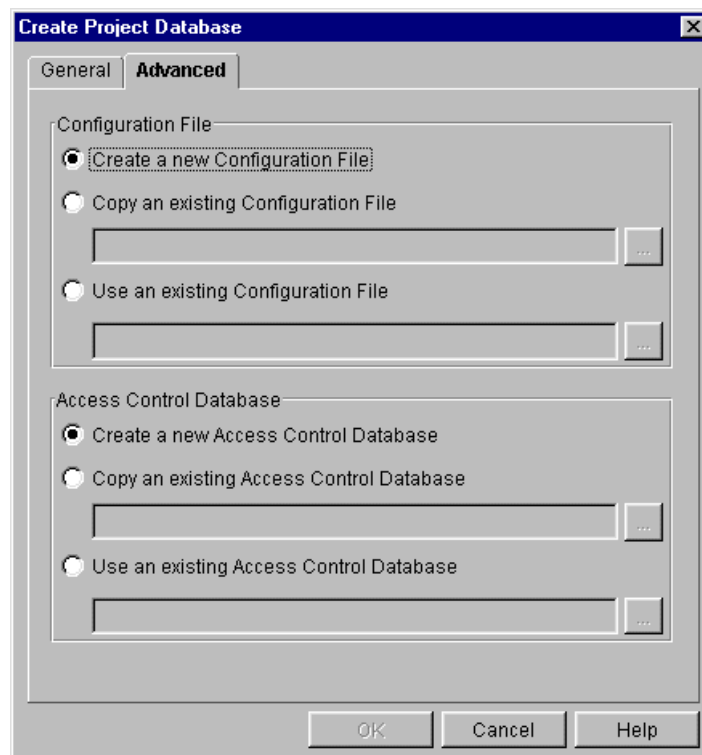 Create Project Database
General Advanced
Configuration File
Create a new Configuration File
Copy an existing Configuration File
...
Use an existing Configuration File
...
Access Control Database
Create a new Access Control Database
Copy an existing Access Control Database
...
Use an existing Access Control Database
...
OK Cancel Help